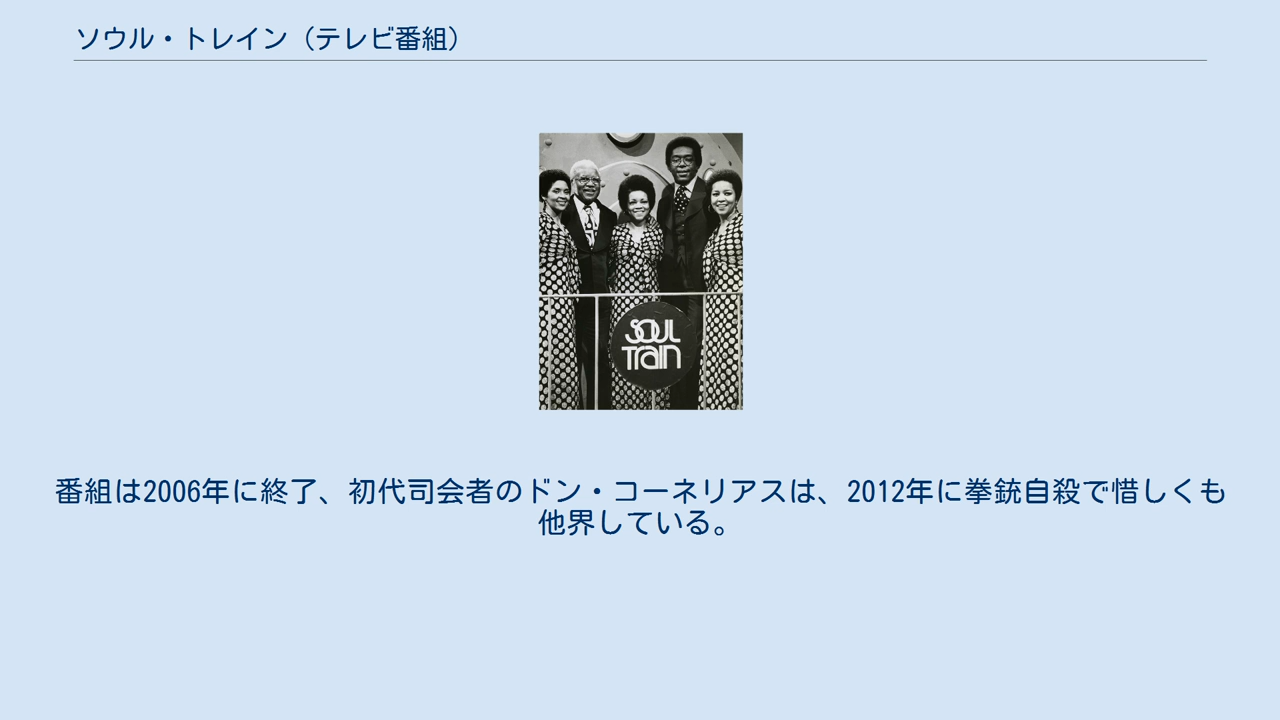 ソウル・トレイン（テレビ番組）
SOUL
TRAIN
番組は2006年に終了、初代司会者のドン・コーネリアスは、2012年に拳銃自殺で惜しくも
他界している。